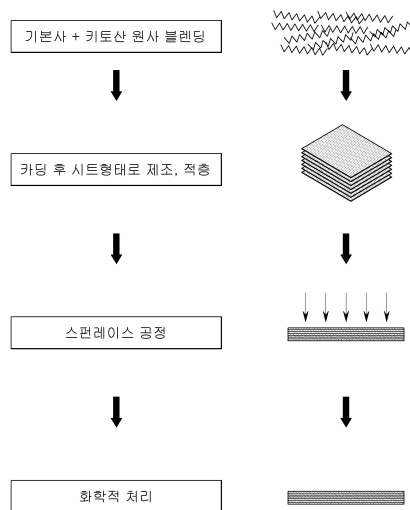 기본사 + 키토산 원사 블렌딩
카딩 후 시트형태로 제조, 적층
스펀레이스 공정
화학적 처리